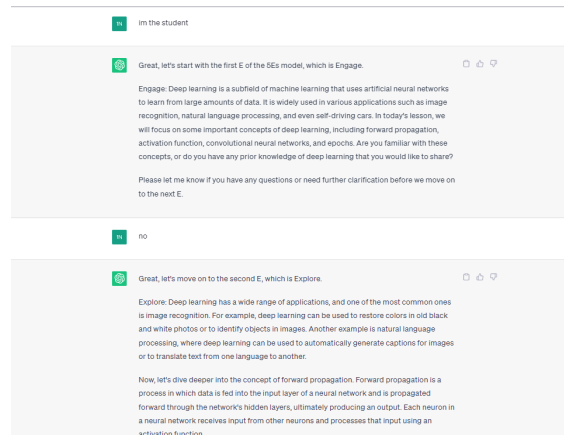 IN im the student
Great, let's start with the first E of the 5Es model, which is Engage.
Engage: Deep learning is a subfield of machine learning that uses artificial neural networks
to learn from large amounts of data. It is widely used in various applications such as image
recognition, natural language processing, and even self-driving cars. In today's lesson, we
will focus on some important concepts of deep learning, including forward propagation,
activation function, convolutional neural networks, and epochs. Are you familiar with these
concepts, or do you have any prior knowledge of deep learning that you would like to share?
Please let me know if you have any questions or need further clarification before we move on
to the next E.
IN no
Great, let's move on to the second E, which is Explore.
Explore: Deep learning has a wide range of applications, and one of the most common ones
is image recognition. For example, deep learning can be used to restore colors in old black
and white photos or to identify objects in images. Another example is natural language
processing, where deep learning can be used to automatically generate captions for images
or to translate text from one language to another.
Now, let's dive deeper into the concept of forward propagation. Forward propagation is a
process in which data is fed into the input layer of a neural network and is propagated
forward through the network's hidden layers, ultimately producing an output. Each neuron in
a neural network receives input from other neurons and processes that input using an
activation function.